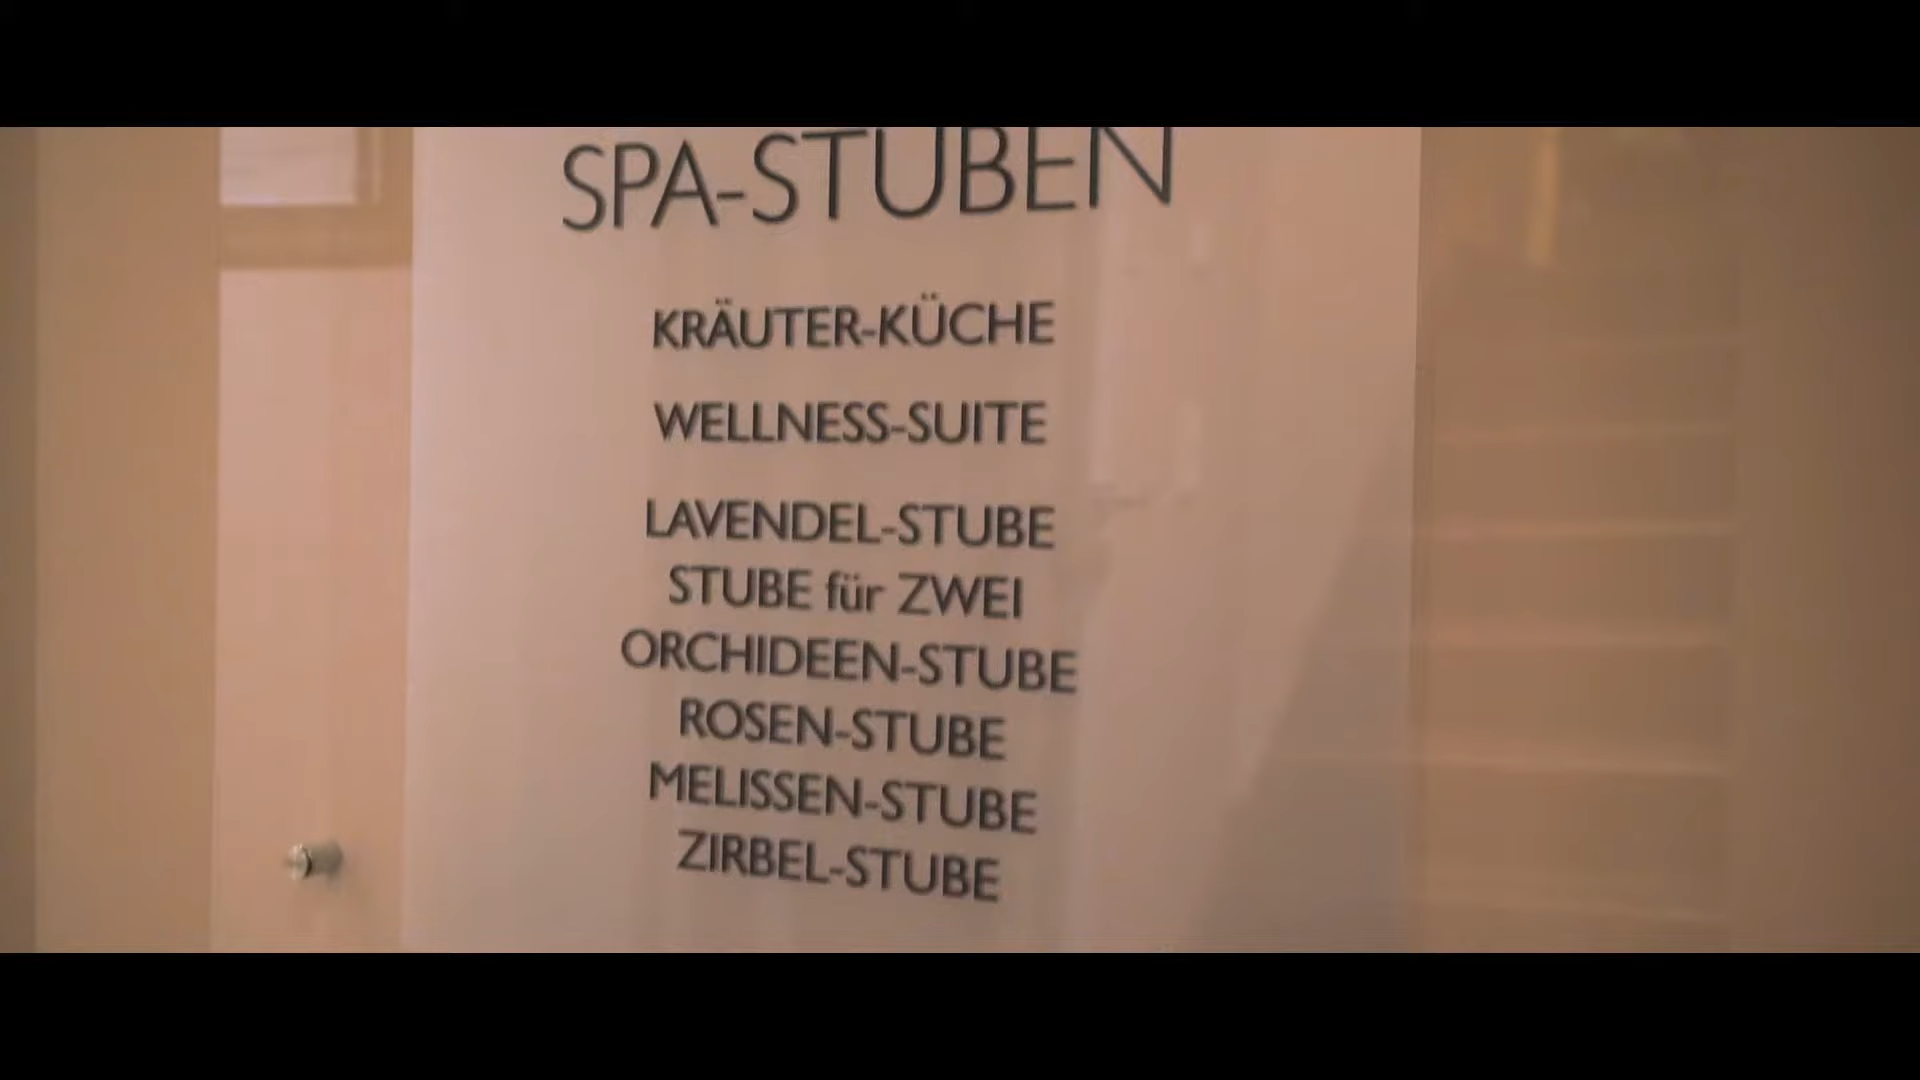 SPA-STUBEN
KRÄUTER-KÜCHE
WELLNESS-SUITE
LAVENDEL-STUBE
STUBE für ZWEI
ORCHIDEEN-STUBE
ROSEN-STUBE
MELISSEN-STUBE
ZIRBEL-STUBE